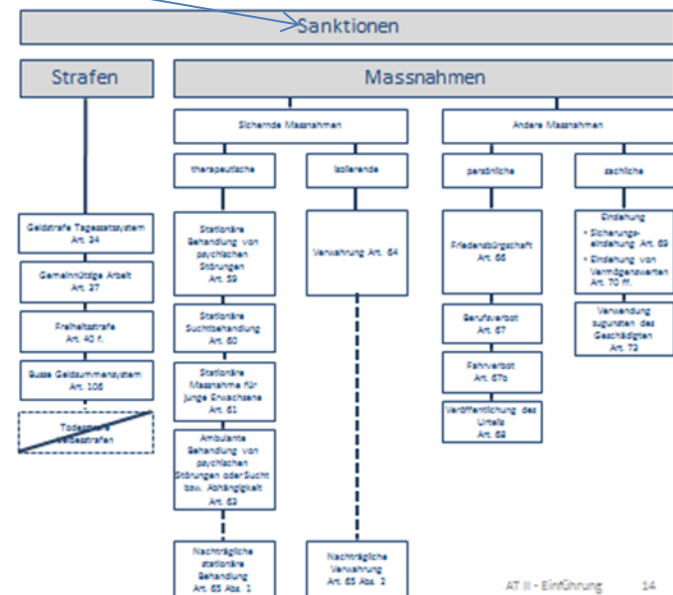 Sanktionen
Strafen
Massnahmen
Sichernde Massnahmen
Andere Massnahmen
therapeutische
isolierende
persönliche
sachliche
Geldstrafe Tagessatzsystem
Art. 34
Gemeinnützige Arbeit
Art. 37
Freiheitsstrafe
Art. 40 f.
Busse Geldsummensystem
Art. 106
Stationäre
Behandlung von
psychischen
Störungen
Art. 59
Stationäre
Suchtbehandlung
Art. 60
Stationäre
Massnahme für
junge Erwachsene
Art. 61
Ambulante
Behandlung von
psychischen
Störungen oder Sucht
bzw. Abhängigkeit
Art. 63
Nachträgliche
stationäre
Behandlung
Art. 65 Abs. 1
Verwahrung Art. 64
Nachträgliche
Verwahrung
Art. 65 Abs. 2
Friedensbürgschaft
Art. 66
Berufsverbot
Art. 67
Fahrverbot
Art. 67b
Veröffentlichung des
Urteils
Art. 68
Einziehung
• Sicherungs-
einziehung Art. 69
• Einziehung von
Vermögenswerten
Art. 70 ff.
Verwendung
zugunsten des
Geschädigten
Art. 73
AT II - Einführung 14